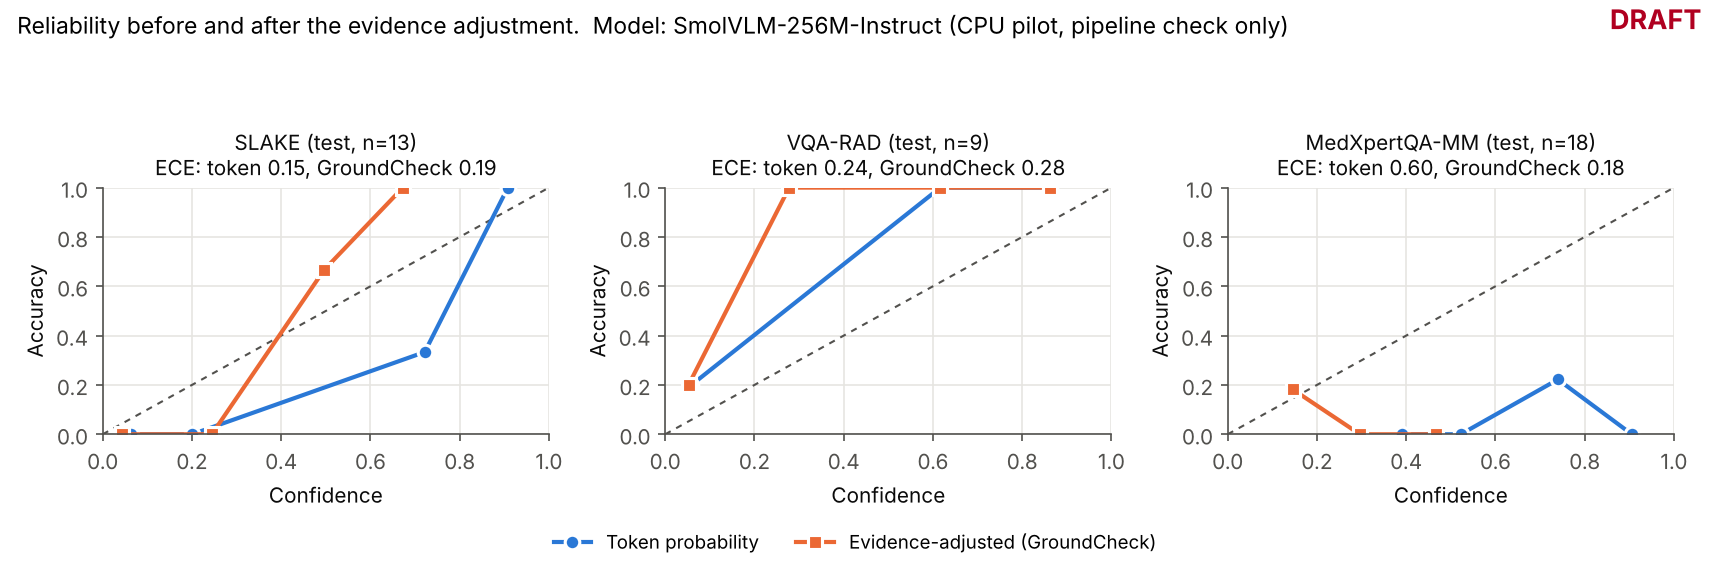 Reliability before and after the evidence adjustment.  Model: SmolVLM-256M-Instruct (CPU pilot, pipeline check only)
DRAFT
SLAKE (test, n=13)
ECE: token 0.15, GroundCheck 0.19
1.0
0.8
0.6
0.4
0.2
0.0
Accuracy
0.0 0.2 0.4 0.6 0.8 1.0
Confidence
VQA-RAD (test, n=9)
ECE: token 0.24, GroundCheck 0.28
1.0
0.8
0.6
0.4
0.2
0.0
Accuracy
0.0 0.2 0.4 0.6 0.8 1.0
Confidence
MedXpertQA-MM (test, n=18)
ECE: token 0.60, GroundCheck 0.18
1.0
0.8
0.6
0.4
0.2
0.0
Accuracy
0.0 0.2 0.4 0.6 0.8 1.0
Confidence
Token probability
Evidence-adjusted (GroundCheck)